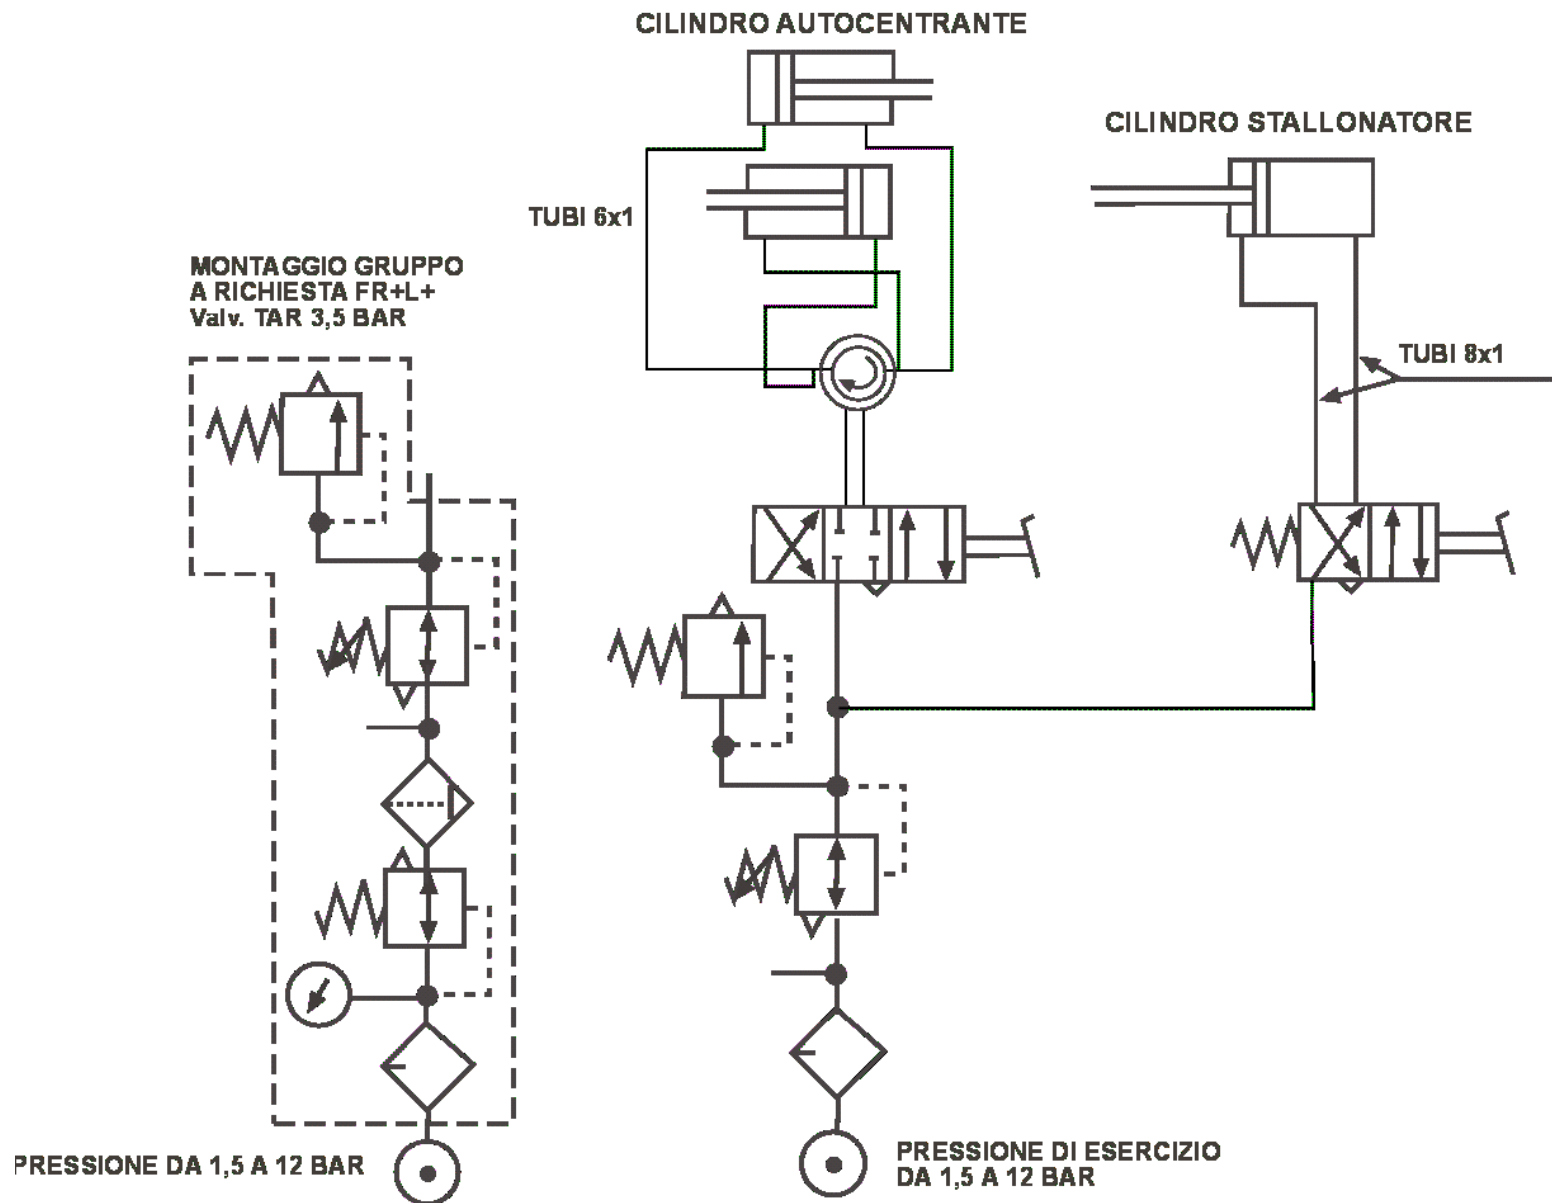 CILINDRO AUTOCENTRANTE
CILINDRO STALLONATORE
TUBI 6x1
MONTAGGIO GRUPPO
A RICHIESTA FR+L+
Valv. TAR 3,5 BAR
TUBI 8x1
PRESSIONE DA 1,5 A 12 BAR
PRESSIONE DI ESERCIZIO
DA 1,5 A 12 BAR